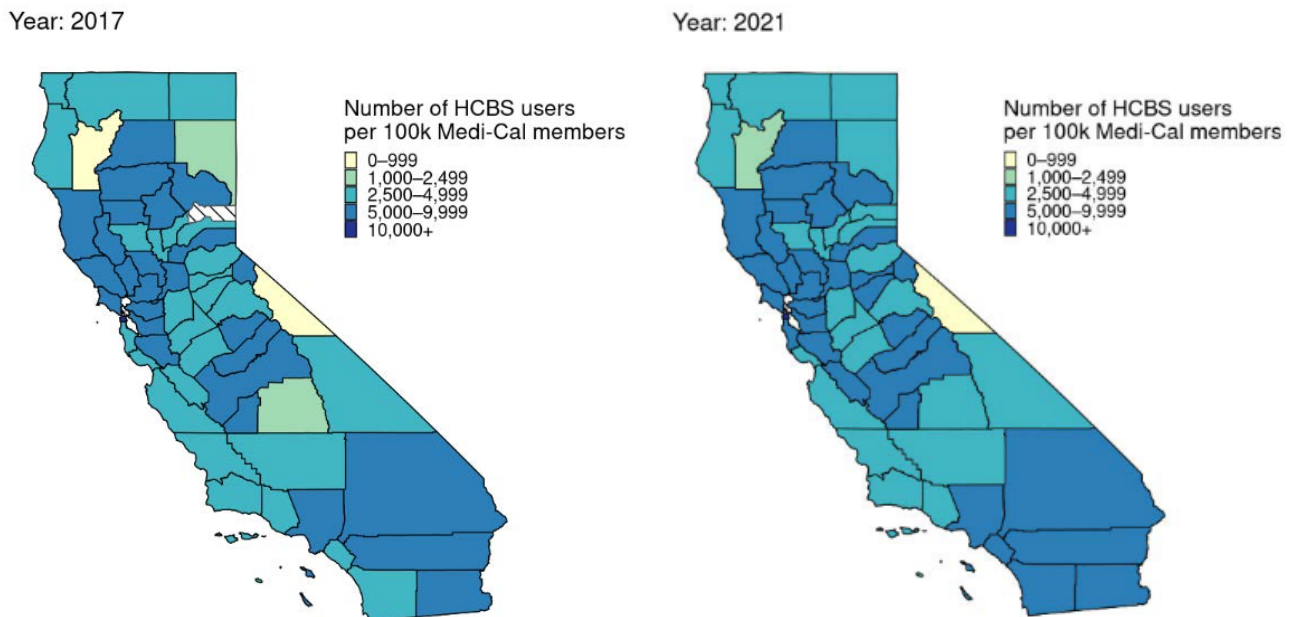 Year: 2017
Number of HCBS users
per 100k Medi-Cal members
0–999
1,000–2,499
2,500–4,999
5,000–9,999
10,000+
Year: 2021
Number of HCBS users
per 100k Medi-Cal members
0–999
1,000–2,499
2,500–4,999
5,000–9,999
10,000+